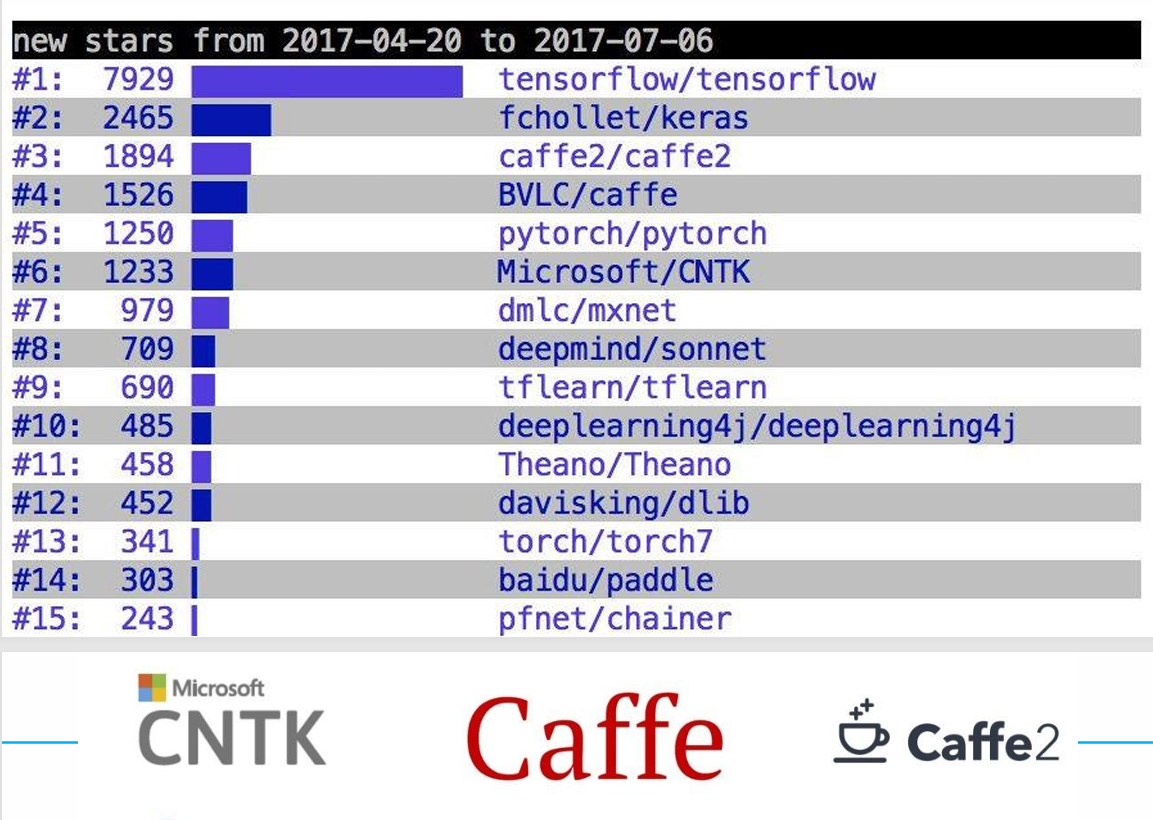 new stars from 2017-04-20 to 2017-07-06
#1: 7929 tensorflow/tensorflow
#2: 2465 fchollet/keras
#3: 1894 caffe2/caffe2
#4: 1526 BVLC/caffe
#5: 1250 pytorch/pytorch
#6: 1233 Microsoft/CNTK
#7: 979 dmlc/mxnet
#8: 709 deepmind/sonnet
#9: 690 tflearn/tflearn
#10: 485 deeplearning4j/deeplearning4j
#11: 458 Theano/Theano
#12: 452 davisking/dlib
#13: 341 torch/torch7
#14: 303 baidu/paddle
#15: 243 pfnet/chainer
Microsoft
CNTK
Caffe
Caffe2